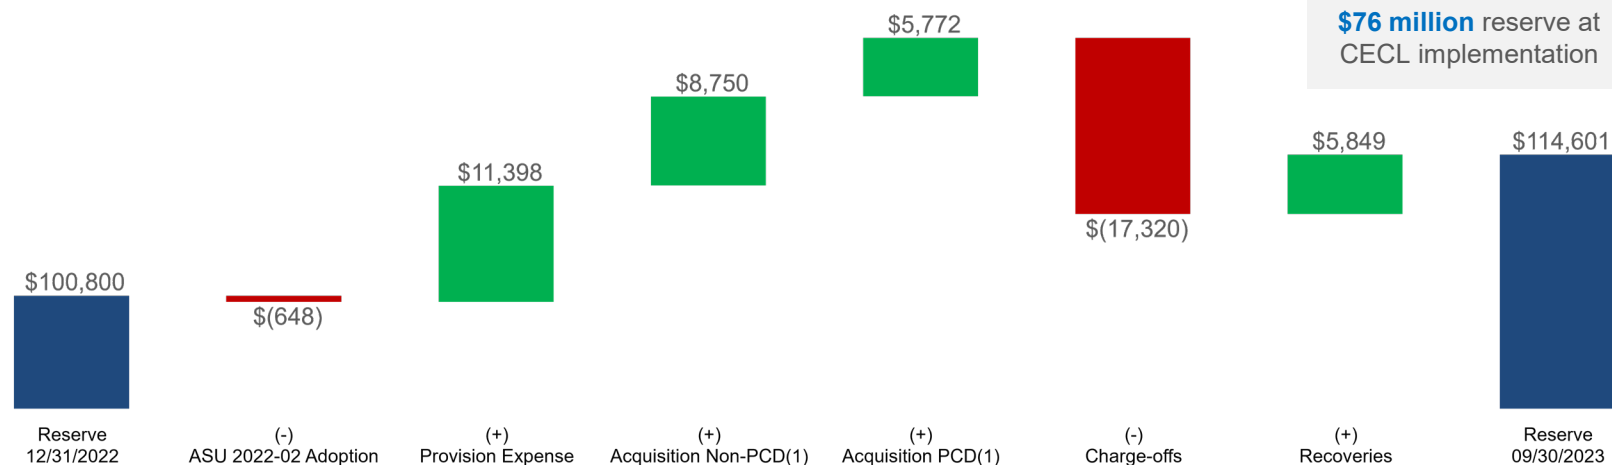 $76 million reserve at
CECL implementation
$100,800
$(648)
$11,398
$8,750
$5,772
$(17,320)
$5,849
$114,601
Reserve
12/31/2022
(-)
ASU 2022-02 Adoption
(+)
Provision Expense
(+)
Acquisition Non-PCD(1)
(+)
Acquisition PCD(1)
(-)
Charge-offs
(+)
Recoveries
Reserve
09/30/2023